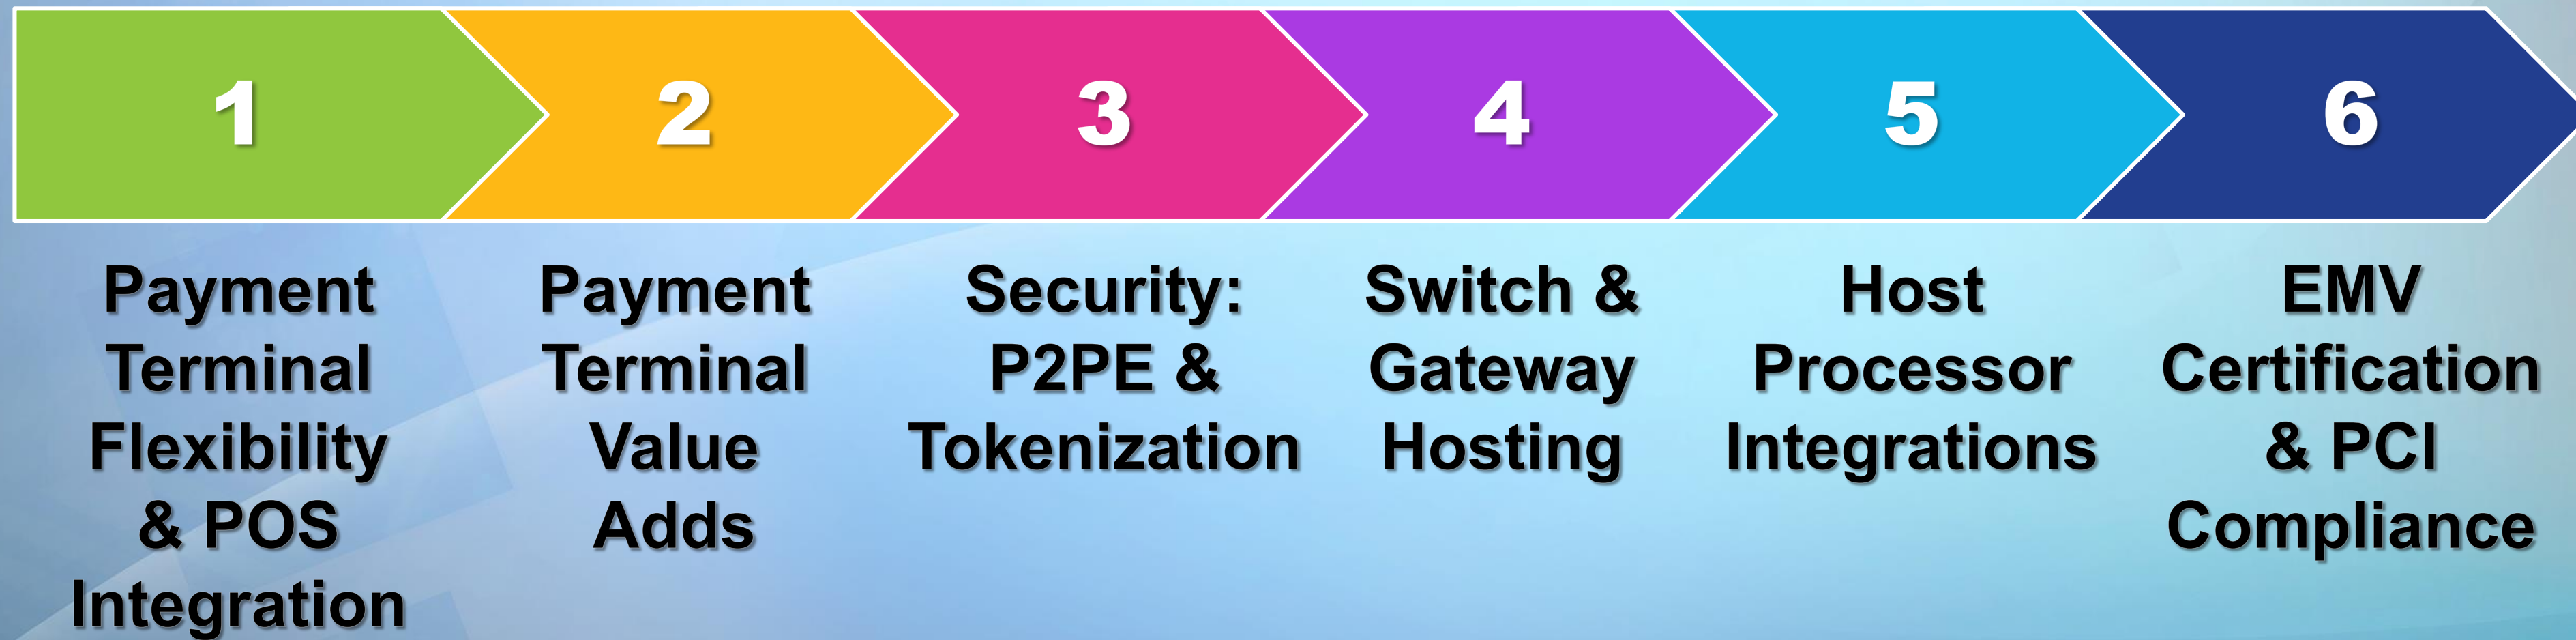 1
2
3
4
5
6
Payment
Terminal
Flexibility
& POS
Integration
Payment
Terminal
Value
Adds
Security:
P2PE &
Tokenization
Switch &
Gateway
Hosting
Host
Processor
Integrations
EMV
Certification
& PCI
Compliance